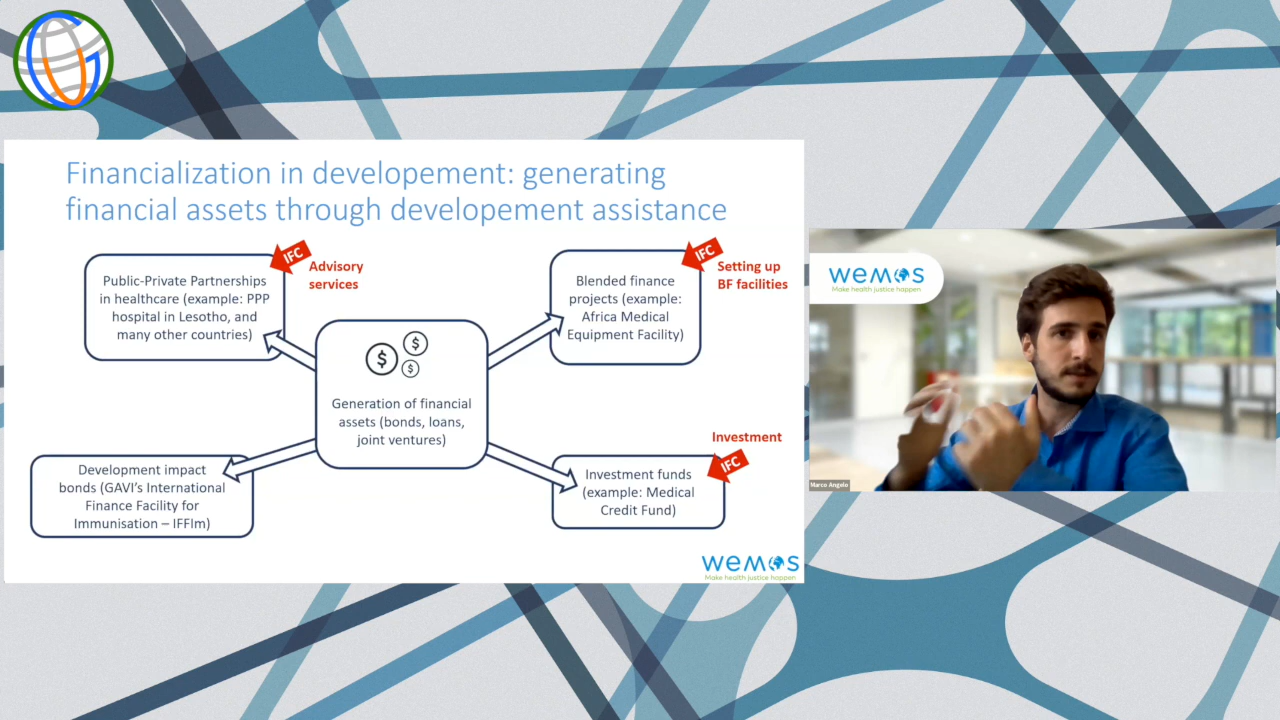 Financialization in developement: generating
financial assets through developement assistance
IFC
Advisory
services
Public-Private Partnerships
in healthcare (example: PPP
hospital in Lesotho, and
many other countries)
IFC
Setting up
BF facilities
Blended finance
projects (example:
Africa Medical
Equipment Facility)
$
$
$
Generation of financial
assets (bonds, loans,
joint ventures)
Development impact
bonds (GAVI's International
Finance Facility for
Immunisation – IFFIm)
Investment
IFC
Investment funds
(example: Medical
Credit Fund)
wemos
Make health justice happen
wemos
Make health justice happen
Marco Angelo